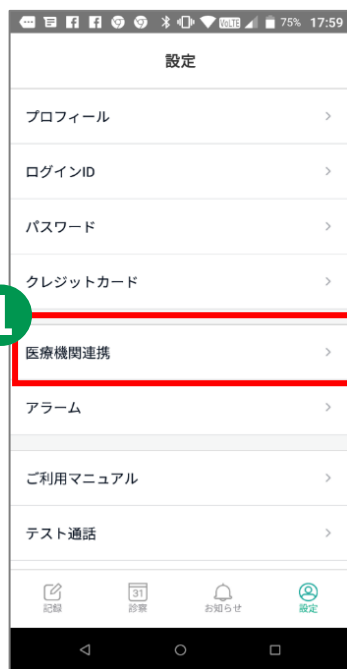 VoLTE 75% 17:59
設定
プロフィール
ログインID
パスワード
クレジットカード
1
医療機関連携
アラーム
ご利用マニュアル
テスト通話
31
記録 診察 お知らせ 設定